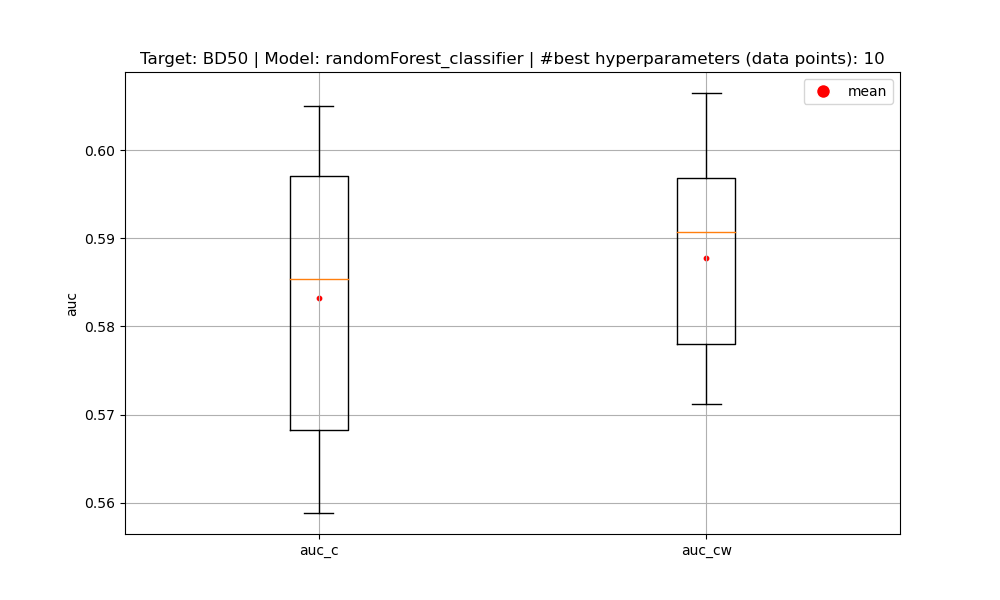 Target: BD50 | Model: randomForest_classifier | #best hyperparameters (data points): 10
mean
auc
0.60
0.59
0.58
0.57
0.56
auc_c
auc_cw